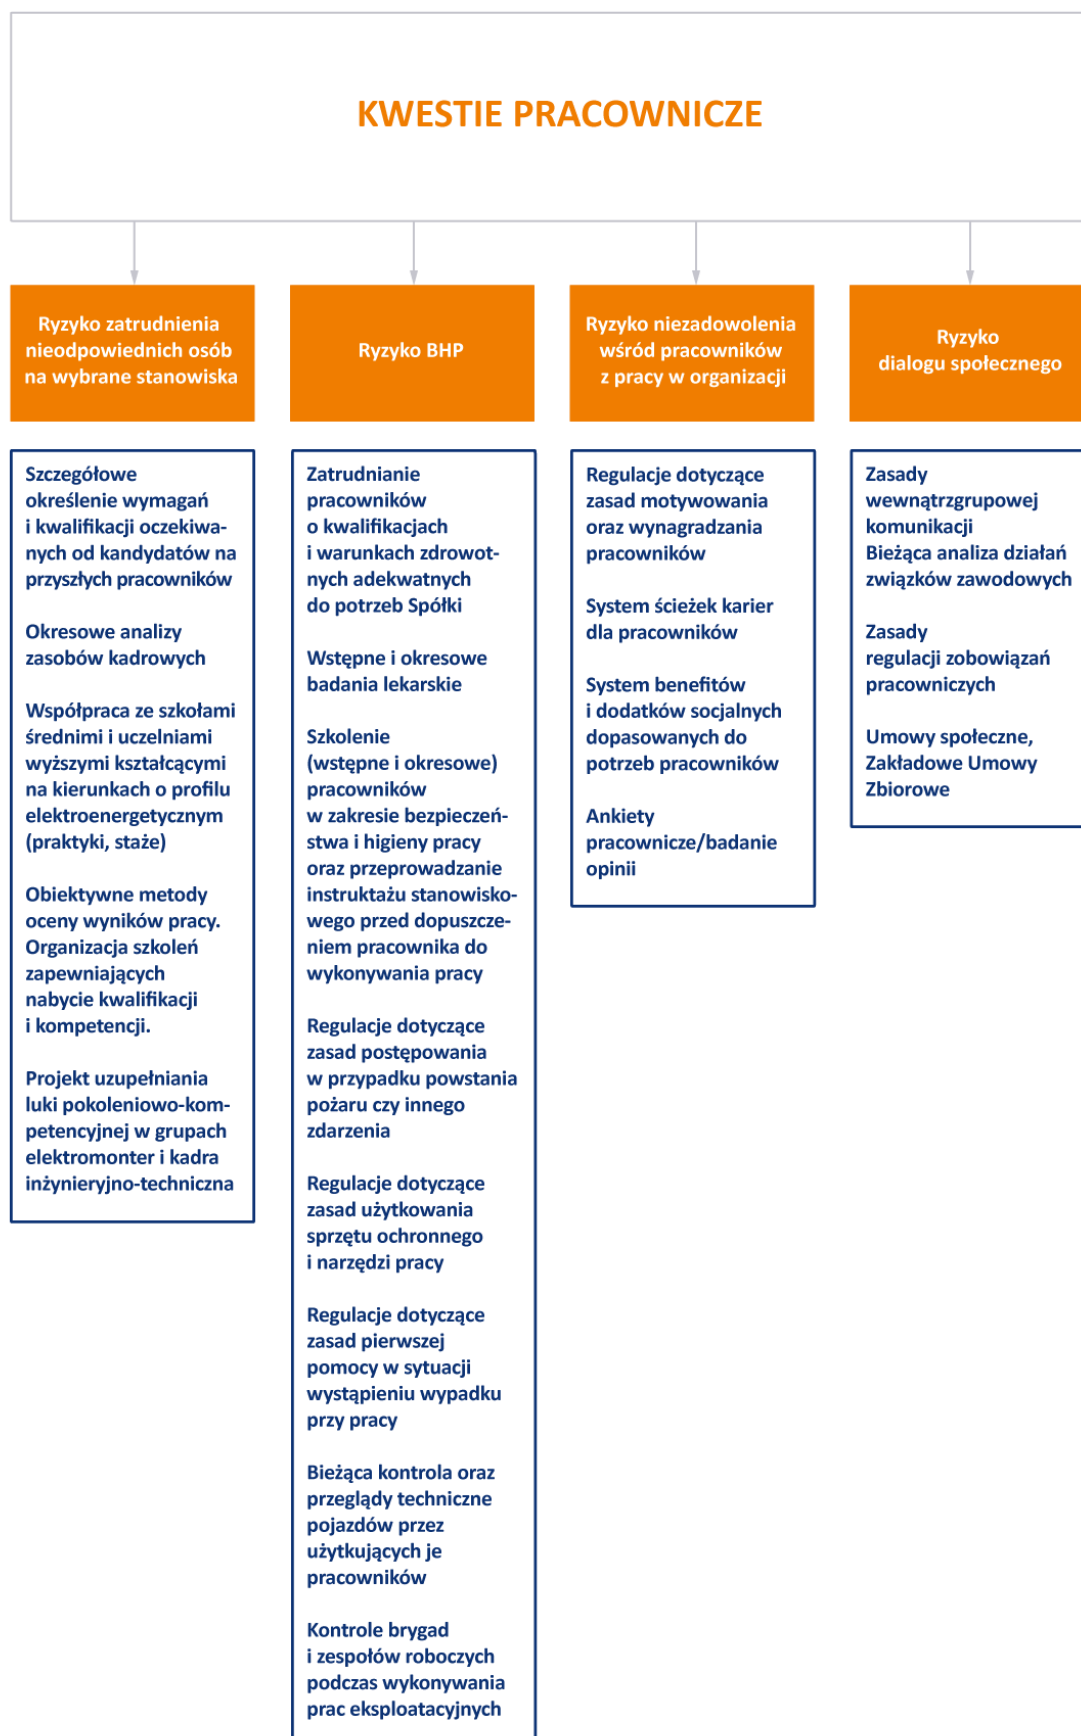 KWESTIE PRACOWNICZE
Ryzyko zatrudnienia
nieodpowiednich osób
na wybrane stanowiska
Szczegółowe
określenie wymagań
i kwalifikacji oczekiwa-
nych od kandydatów na
przyszłych pracowników
Okresowe analizy
zasobów kadrowych
Współpraca ze szkołami
średnimi i uczelniami
wyższymi kształcącymi
na kierunkach o profilu
elektroenergetycznym
(praktyki, staże)
Obiektywne metody
oceny wyników pracy.
Organizacja szkoleń
zapewniających
nabycie kwalifikacji
i kompetencji.
Projekt uzupełniania
luki pokoleniowo-kom-
petencyjnej w grupach
elektromonter i kadra
inżynieryjno-techniczna
Ryzyko BHP
Zatrudnianie
pracowników
o kwalifikacjach
i warunkach zdrowot-
nych adekwatnych
do potrzeb Spółki
Wstępne i okresowe
badania lekarskie
Szkolenie
(wstępne i okresowe)
pracowników
w zakresie bezpieczeń-
stwa i higieny pracy
oraz przeprowadzanie
instruktażu stanowisko-
wego przed dopuszcze-
niem pracownika do
wykonywania pracy
Regulacje dotyczące
zasad postępowania
w przypadku powstania
pożaru czy innego
zdarzenia
Regulacje dotyczące
zasad użytkowania
sprzętu ochronnego
i narzędzi pracy
Regulacje dotyczące
zasad pierwszej
pomocy w sytuacji
wystąpieniu wypadku
przy pracy
Bieżąca kontrola oraz
przeglądy techniczne
pojazdów przez
użytkujących je
pracowników
Kontrole brygad
i zespołów roboczych
podczas wykonywania
prac eksploatacyjnych
Ryzyko niezadowolenia
wśród pracowników
z pracy w organizacji
Regulacje dotyczące
zasad motywowania
oraz wynagradzania
pracowników
System ścieżek karier
dla pracowników
System benefitów
i dodatków socjalnych
dopasowanych do
potrzeb pracowników
Ankiety
pracownicze/badanie
opinii
Ryzyko
dialogu społecznego
Zasady
wewnątrzgrupowej
komunikacji
Bieżąca analiza działań
związków zawodowych
Zasady
regulacji zobowiązań
pracowniczych
Umowy społeczne,
Zakładowe Umowy
Zbiorowe